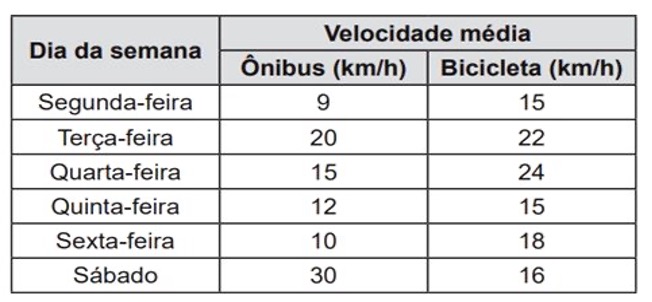 Dia da semana
Velocidade média
Ônibus (km/h) Bicicleta (km/h)
Segunda-feira 9 15
Terça-feira 20 22
Quarta-feira 15 24
Quinta-feira 12 15
Sexta-feira 10 18
Sábado 30 16